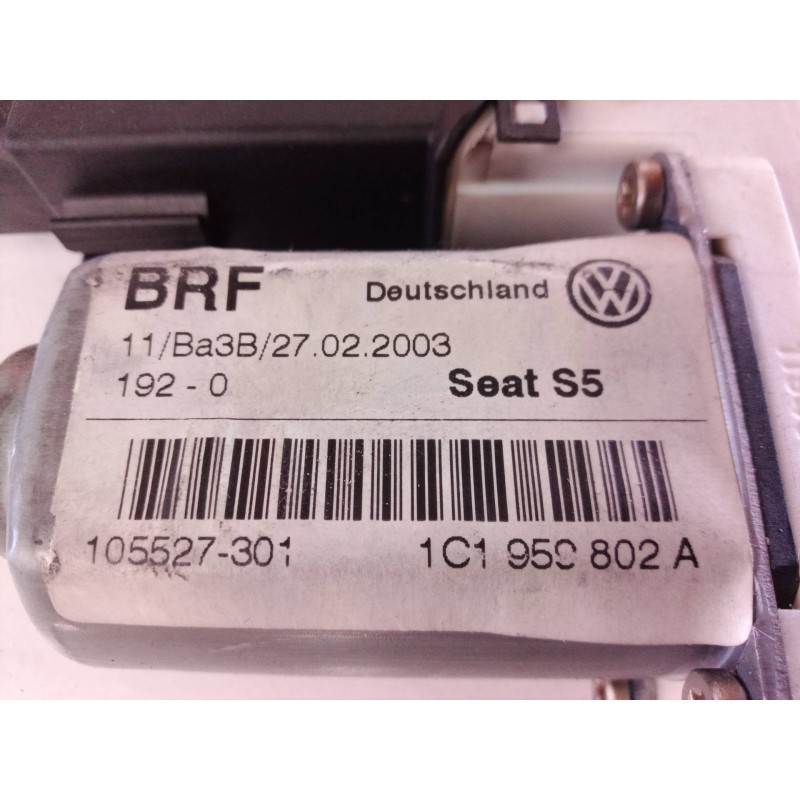 BRF Deutschland
11/Ba3B/27.02.2003
192 - 0 Seat S5
105527-301 1C1 959 802 A